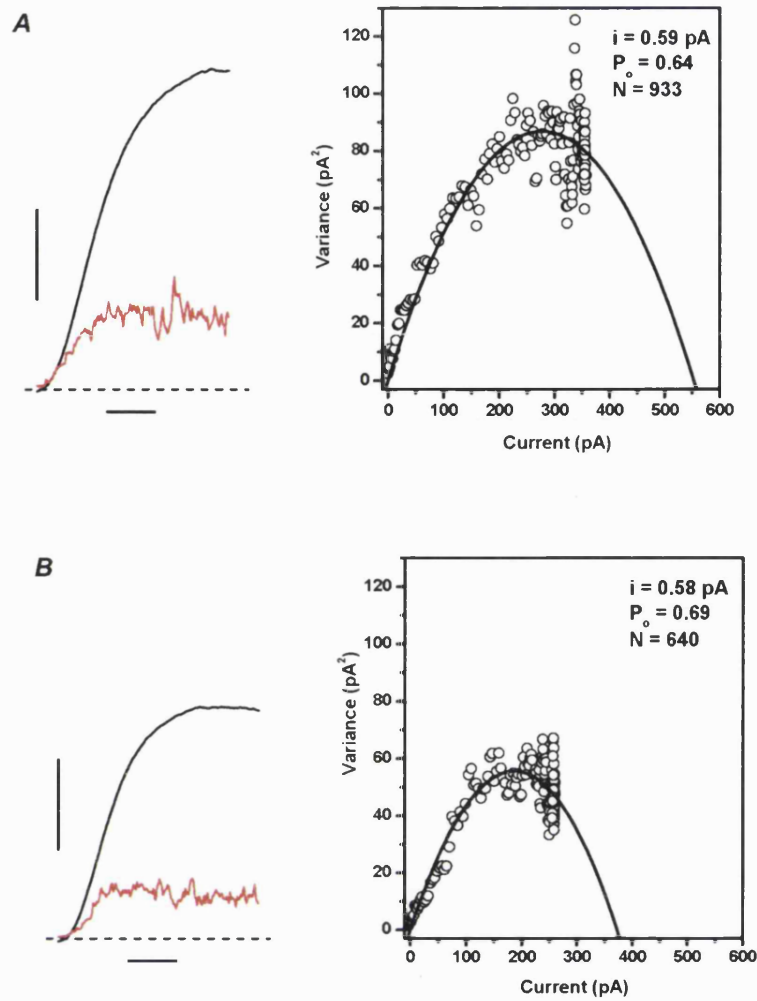 A
i = 0.59 pA
Pₒ = 0.64
N = 933
Variance (pA²)
120
100
80
60
40
20
0
0 100 200 300 400 500 600
Current (pA)
B
i = 0.58 pA
Pₒ = 0.69
N = 640
Variance (pA²)
120
100
80
60
40
20
0
0 100 200 300 400 500 600
Current (pA)